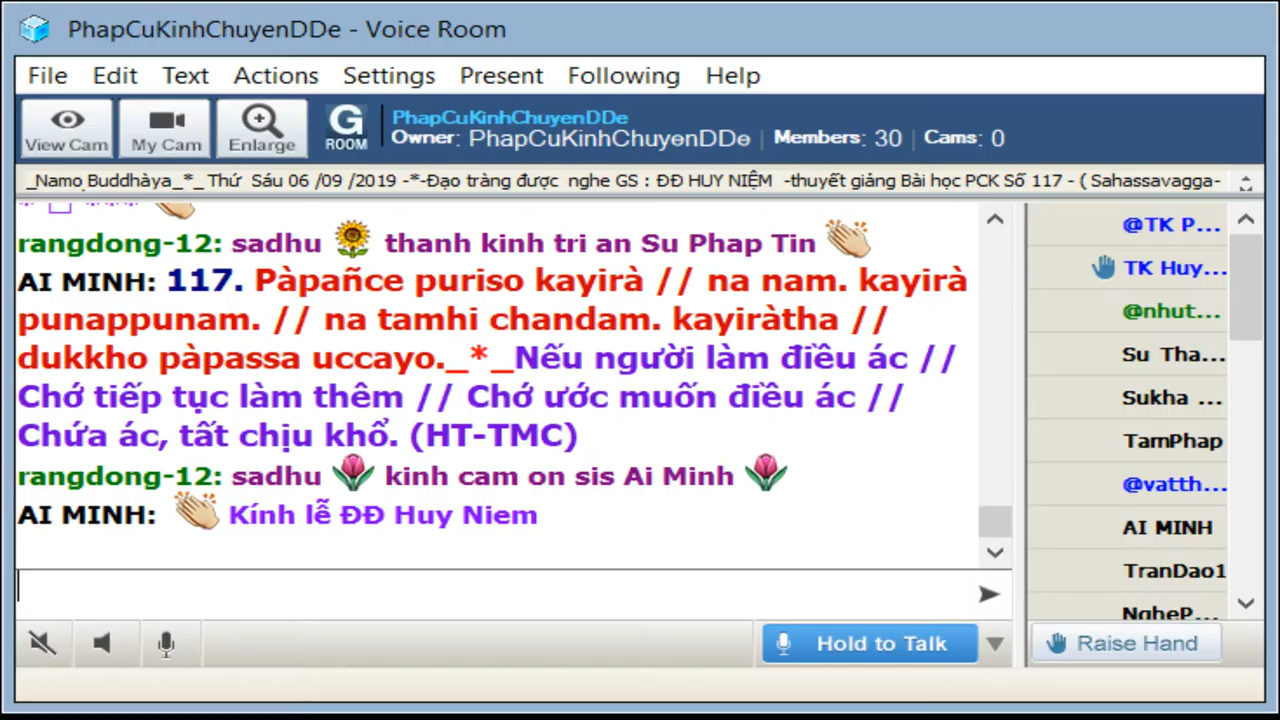 PhapCuKinhChuyenDDe - Voice Room
File Edit Text Actions Settings Present Following Help
View Cam My Cam Enlarge G ROOM
PhapCuKinhChuyenDDe
Owner: PhapCuKinhChuyenDDe | Members: 30 | Cams: 0
_Namo Buddhàya_*_ Thứ Sáu 06 /09 /2019 -*-Đạo tràng được nghe GS : ĐĐ HUY NIỆM -thuyết giảng Bài học PCK Số 117 - ( Sahassavagga-
rangdong-12: sadhu thanh kinh tri an Su Phap Tin
AI MINH: 117. Pàpañce puriso kayirà // na nam. kayirà
punappunam. // na tamhi chandam. kayiràtha //
dukkho pàpassa uccayo._*_Nếu người làm điều ác //
Chớ tiếp tục làm thêm // Chớ ước muốn điều ác //
Chứa ác, tất chịu khổ. (HT-TMC)
rangdong-12: sadhu kinh cam on sis Ai Minh
AI MINH: Kính lễ ĐĐ Huy Niem
@TK P...
TK Huy...
@nhut...
Su Tha...
Sukha ...
TamPhap
@vatth...
AI MINH
TranDao1
NgheP...
Hold to Talk
Raise Hand